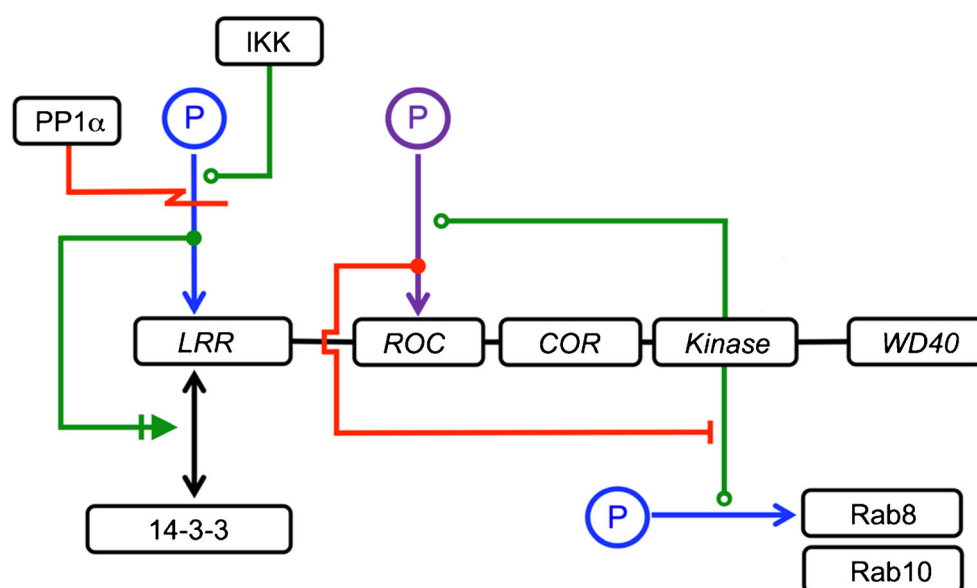 IKK
PP1α
P
P
LRR
ROC
COR
Kinase
WD40
14-3-3
P
Rab8
Rab10